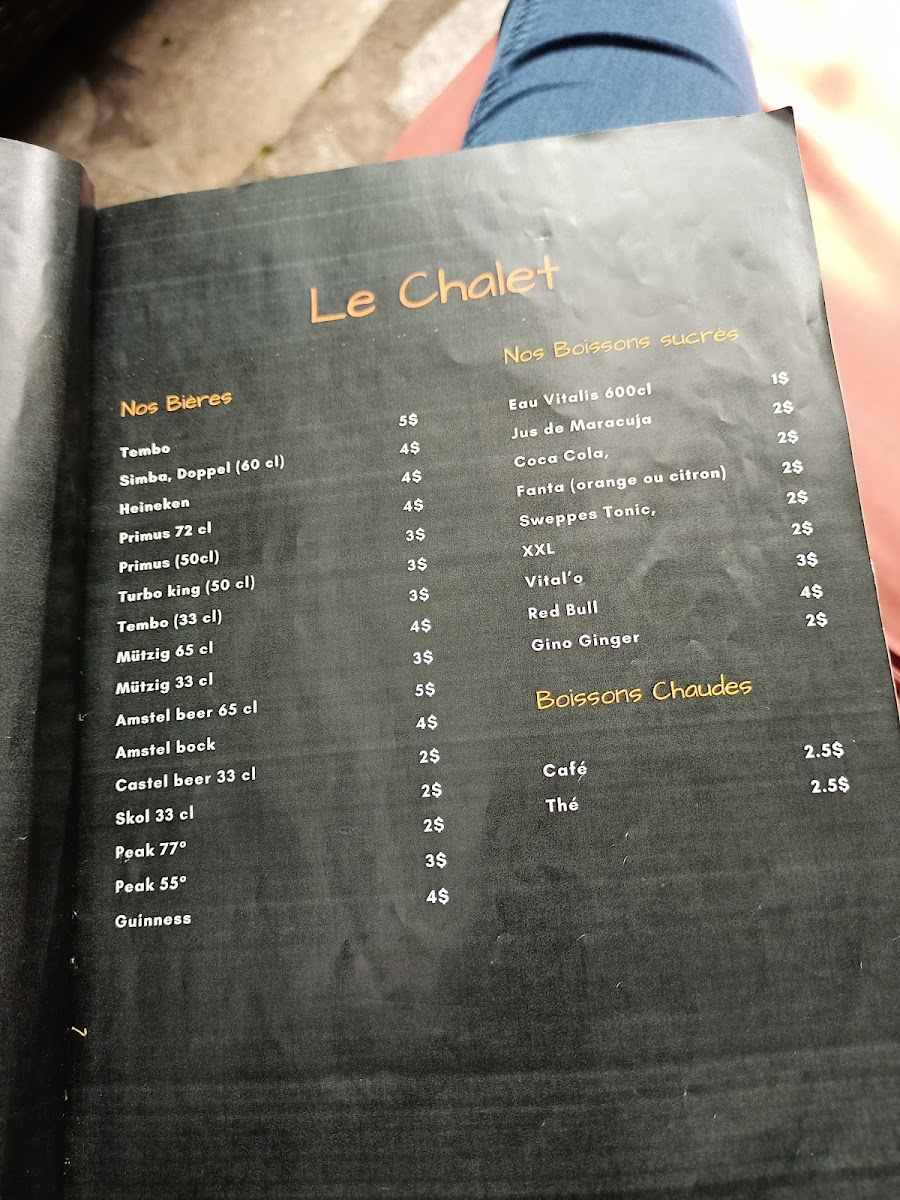 Le Chalet
Nos Bières
Tembo 5$
Simba, Doppel (60 cl) 4$
Heineken 4$
Primus 72 cl 4$
Primus (50cl) 3$
Turbo king (50 cl) 3$
Tembo (33 cl) 3$
Mützig 65 cl 4$
Mützig 33 cl 3$
Amstel beer 65 cl 5$
Amstel bock 4$
Castel beer 33 cl 2$
Skol 33 cl 2$
Peak 77° 2$
Peak 55° 3$
Guinness 4$
Nos Boissons sucrés
Eau Vitalis 600cl 1$
Jus de Maracuja 2$
Coca Cola, 2$
Fanta (orange ou citron) 2$
Sweppes Tonic, 2$
XXL 2$
Vital'o 3$
Red Bull 4$
Gino Ginger 2$
Boissons Chaudes
Café 2.5$
Thé 2.5$